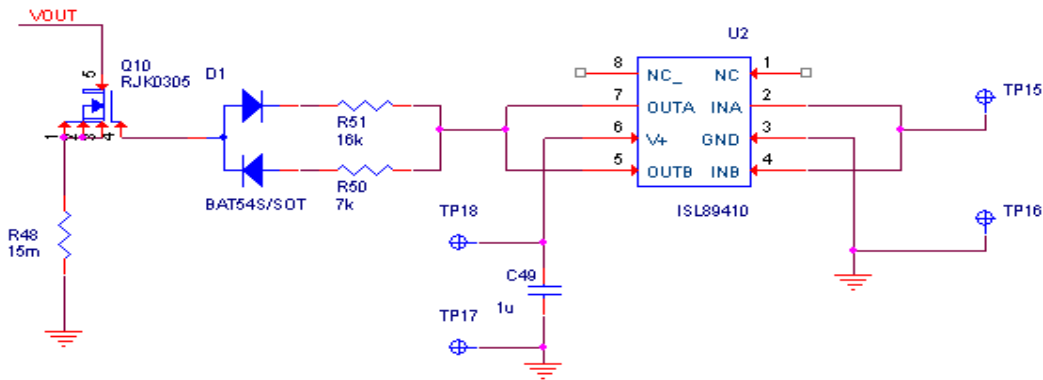 VOUT
Q10
RJK0305
5
1
2
3
4
D1
BAT54S/SOT
R51
16k
R50
7k
R48
15m
U2
8
NC_
NC
1
7
OUTA
INA
2
6
V+
GND
3
5
OUTB
INB
4
ISL89410
TP15
TP16
TP18
C49
1u
TP17